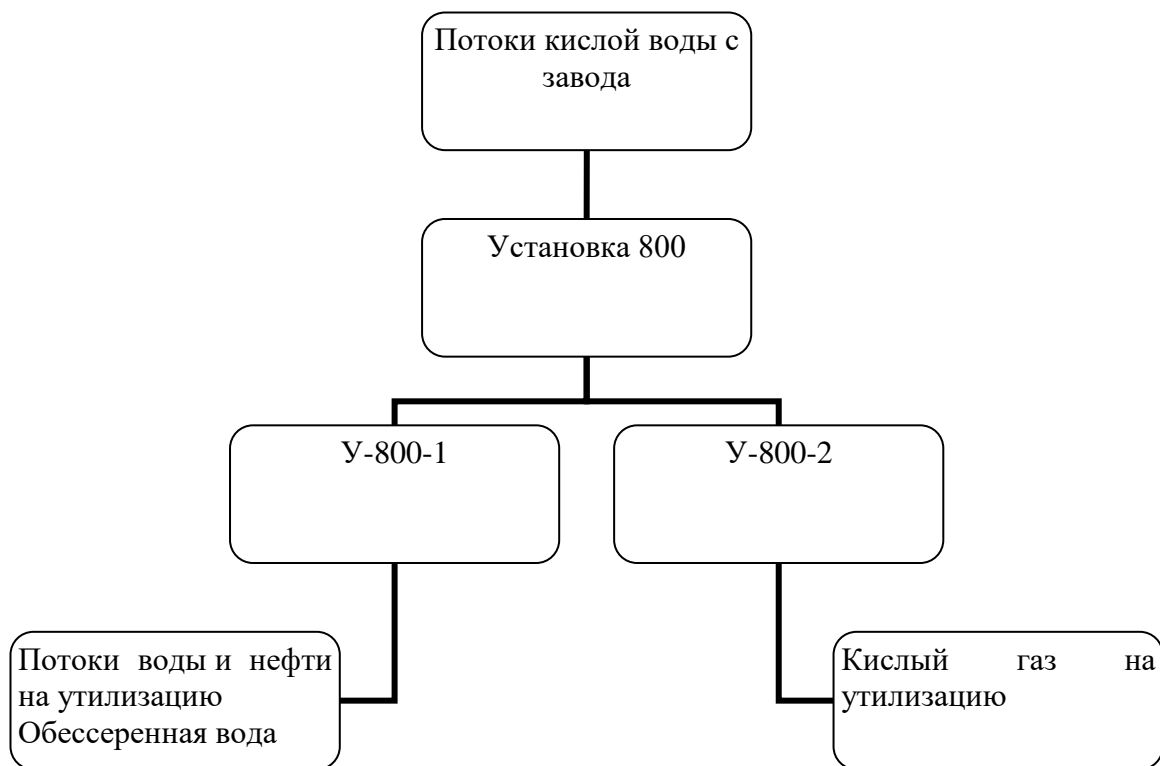 Потоки кислой воды с
завода
Установка 800
У-800-1
У-800-2
Потоки воды и нефти
на утилизацию
Обессеренная вода
Кислый газ на
утилизацию